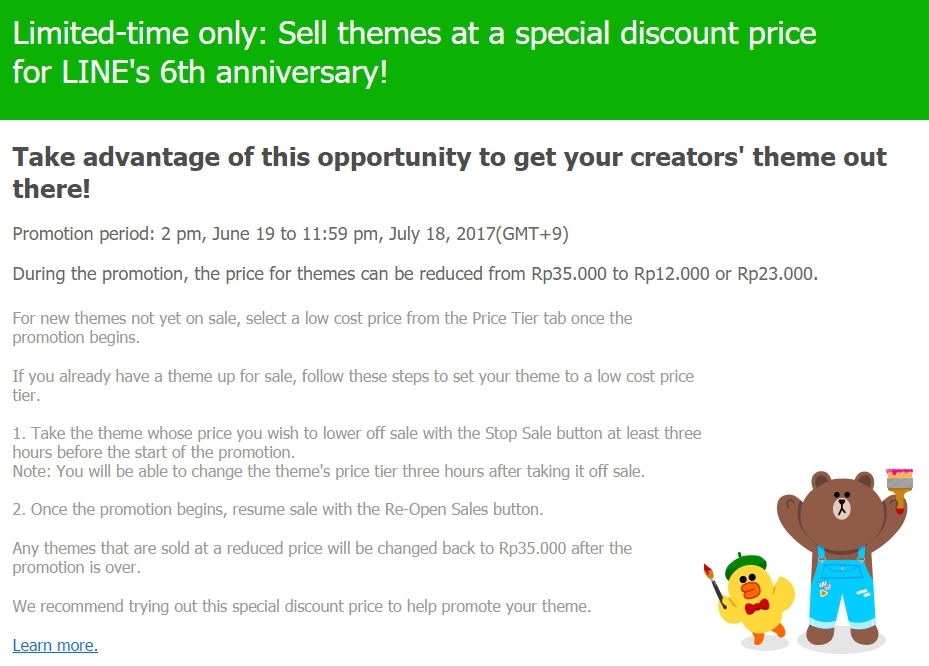 Limited-time only: Sell themes at a special discount price
for LINE's 6th anniversary!
Take advantage of this opportunity to get your creators' theme out
there!
Promotion period: 2 pm, June 19 to 11:59 pm, July 18, 2017(GMT+9)
During the promotion, the price for themes can be reduced from Rp35.000 to Rp12.000 or Rp23.000.
For new themes not yet on sale, select a low cost price from the Price Tier tab once the
promotion begins.
If you already have a theme up for sale, follow these steps to set your theme to a low cost price
tier.
1. Take the theme whose price you wish to lower off sale with the Stop Sale button at least three
hours before the start of the promotion.
Note: You will be able to change the theme's price tier three hours after taking it off sale.
2. Once the promotion begins, resume sale with the Re-Open Sales button.
Any themes that are sold at a reduced price will be changed back to Rp35.000 after the
promotion is over.
We recommend trying out this special discount price to help promote your theme.
Learn more.